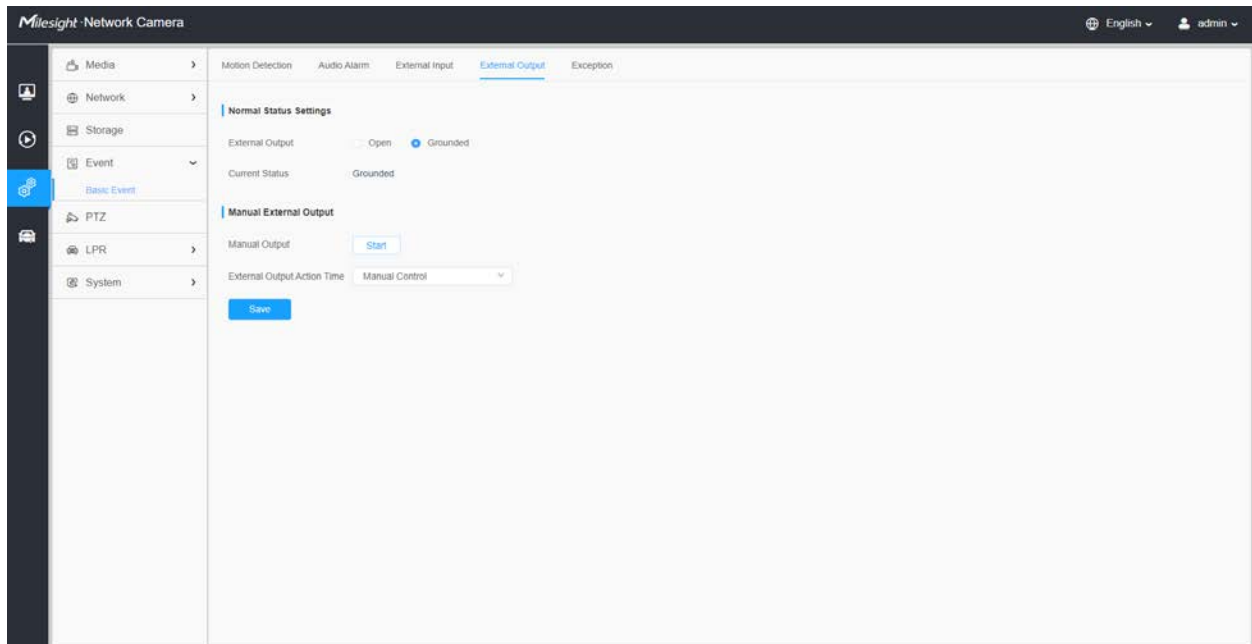 Milesight · Network Camera
English
admin
Media
Network
Storage
Event
Basic Event
PTZ
LPR
System
Motion Detection
Audio Alarm
External Input
External Output
Exception
Normal Status Settings
External Output Open Grounded
Current Status Grounded
Manual External Output
Manual Output Start
External Output Action Time Manual Control
Save